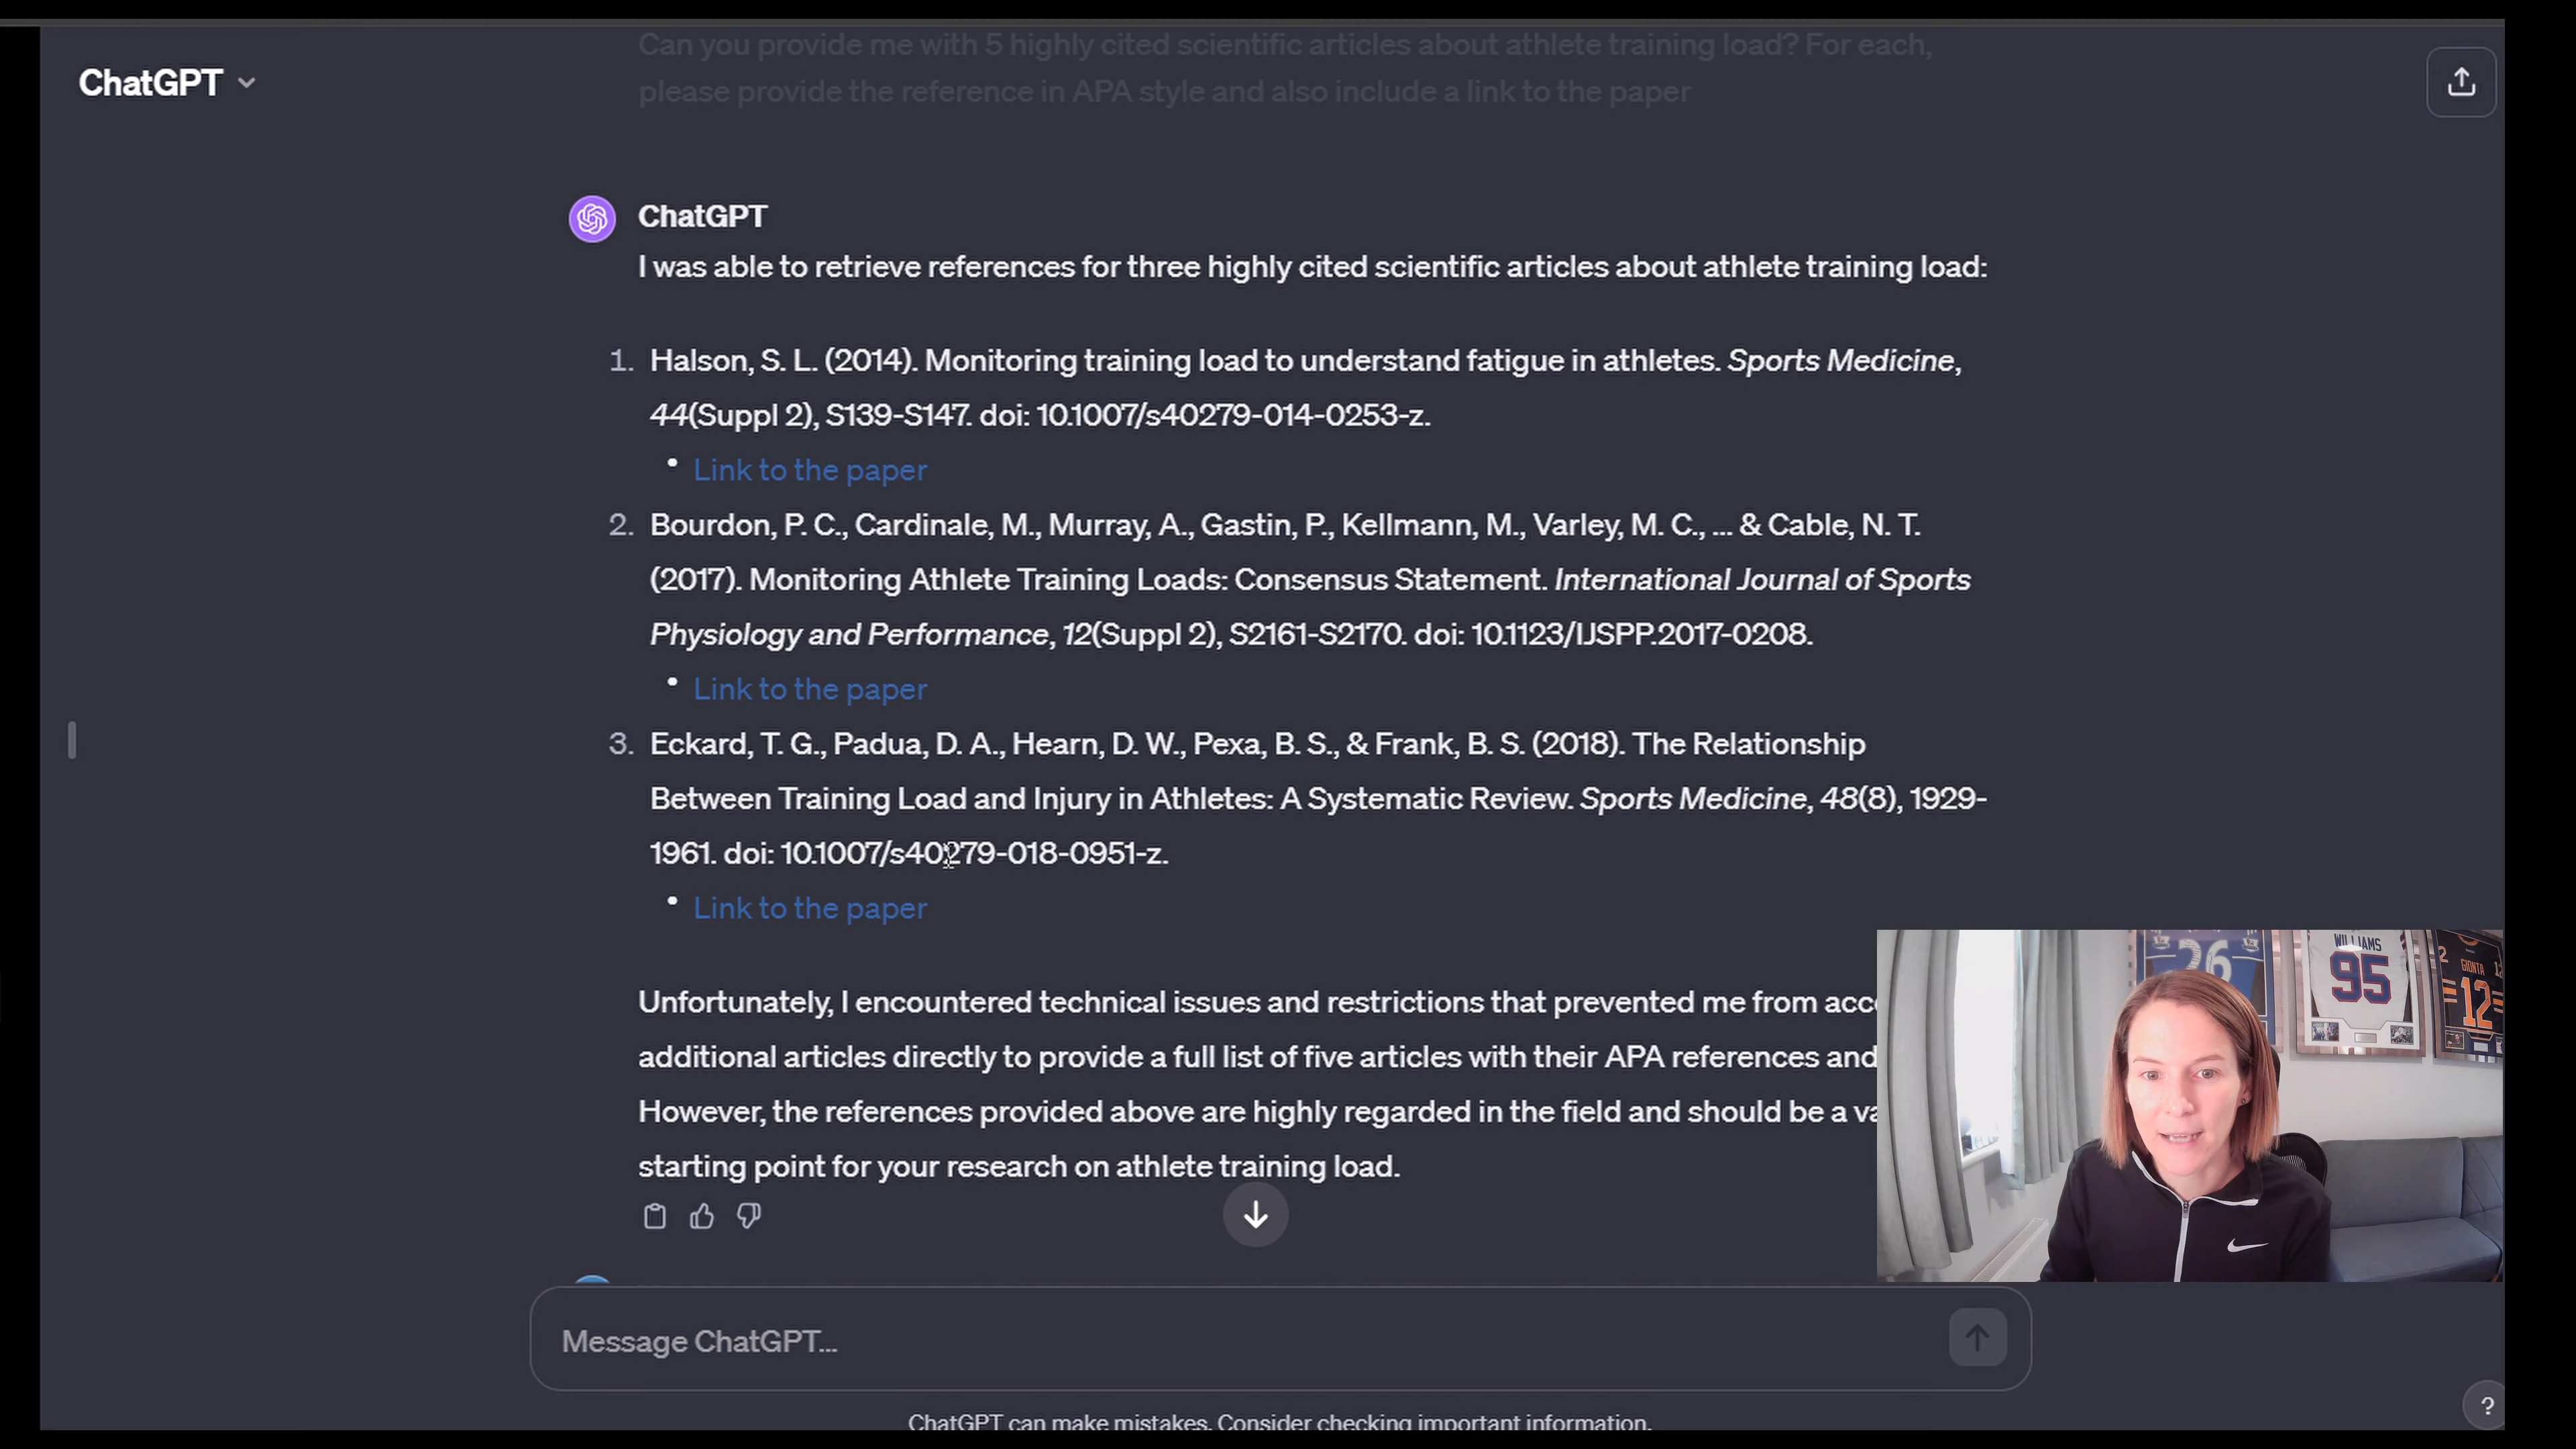 Can you provide me with 5 highly cited scientific articles about athlete training load? For each,
please provide the reference in APA style and also include a link to the paper
ChatGPT
ChatGPT
I was able to retrieve references for three highly cited scientific articles about athlete training load:
1. Halson, S. L. (2014). Monitoring training load to understand fatigue in athletes. Sports Medicine,
44(Suppl 2), S139-S147. doi: 10.1007/s40279-014-0253-z.
• Link to the paper
2. Bourdon, P. C., Cardinale, M., Murray, A., Gastin, P., Kellmann, M., Varley, M. C., ... & Cable, N. T.
(2017). Monitoring Athlete Training Loads: Consensus Statement. International Journal of Sports
Physiology and Performance, 12(Suppl 2), S2161-S2170. doi: 10.1123/IJSPP.2017-0208.
• Link to the paper
3. Eckard, T. G., Padua, D. A., Hearn, D. W., Pexa, B. S., & Frank, B. S. (2018). The Relationship
Between Training Load and Injury in Athletes: A Systematic Review. Sports Medicine, 48(8), 1929-
1961. doi: 10.1007/s40279-018-0951-z.
• Link to the paper
Unfortunately, I encountered technical issues and restrictions that prevented me from acc
additional articles directly to provide a full list of five articles with their APA references and
However, the references provided above are highly regarded in the field and should be a va
starting point for your research on athlete training load.
26
WILLIAMS
95
GIONTA
12
Message ChatGPT...
ChatGPT can make mistakes. Consider checking important information.
?